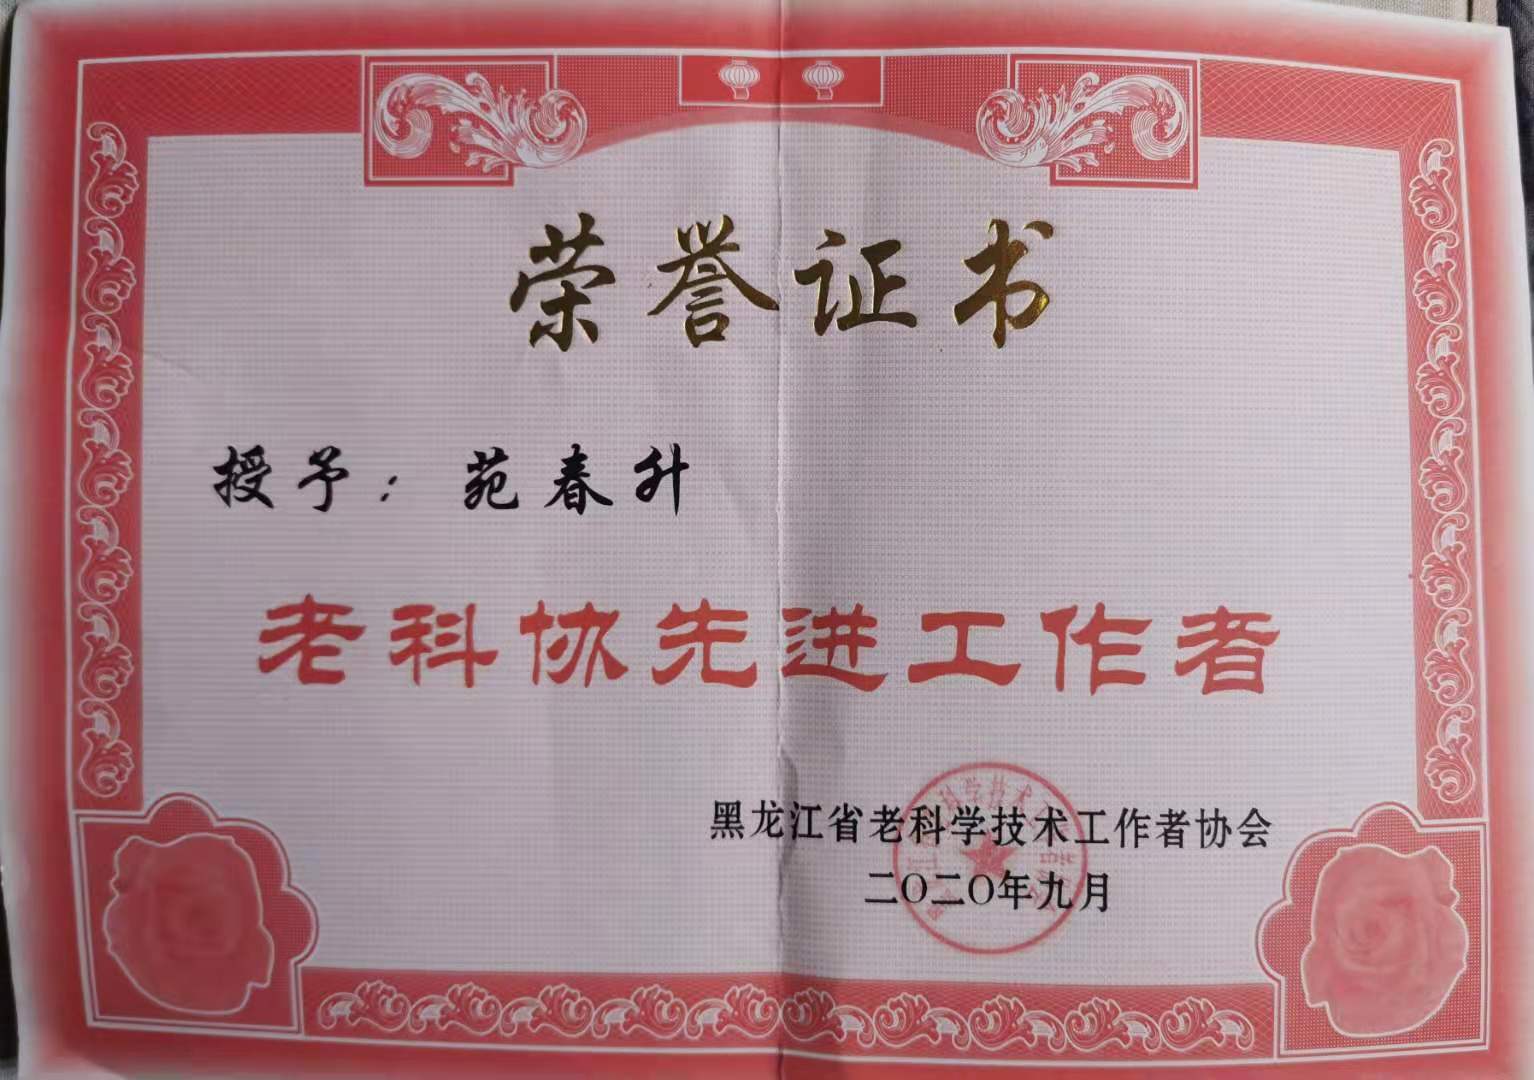 荣誉证书
授予：苑春升
老科协先进工作者
黑龙江省老科学技术工作者协会
二〇二〇年九月